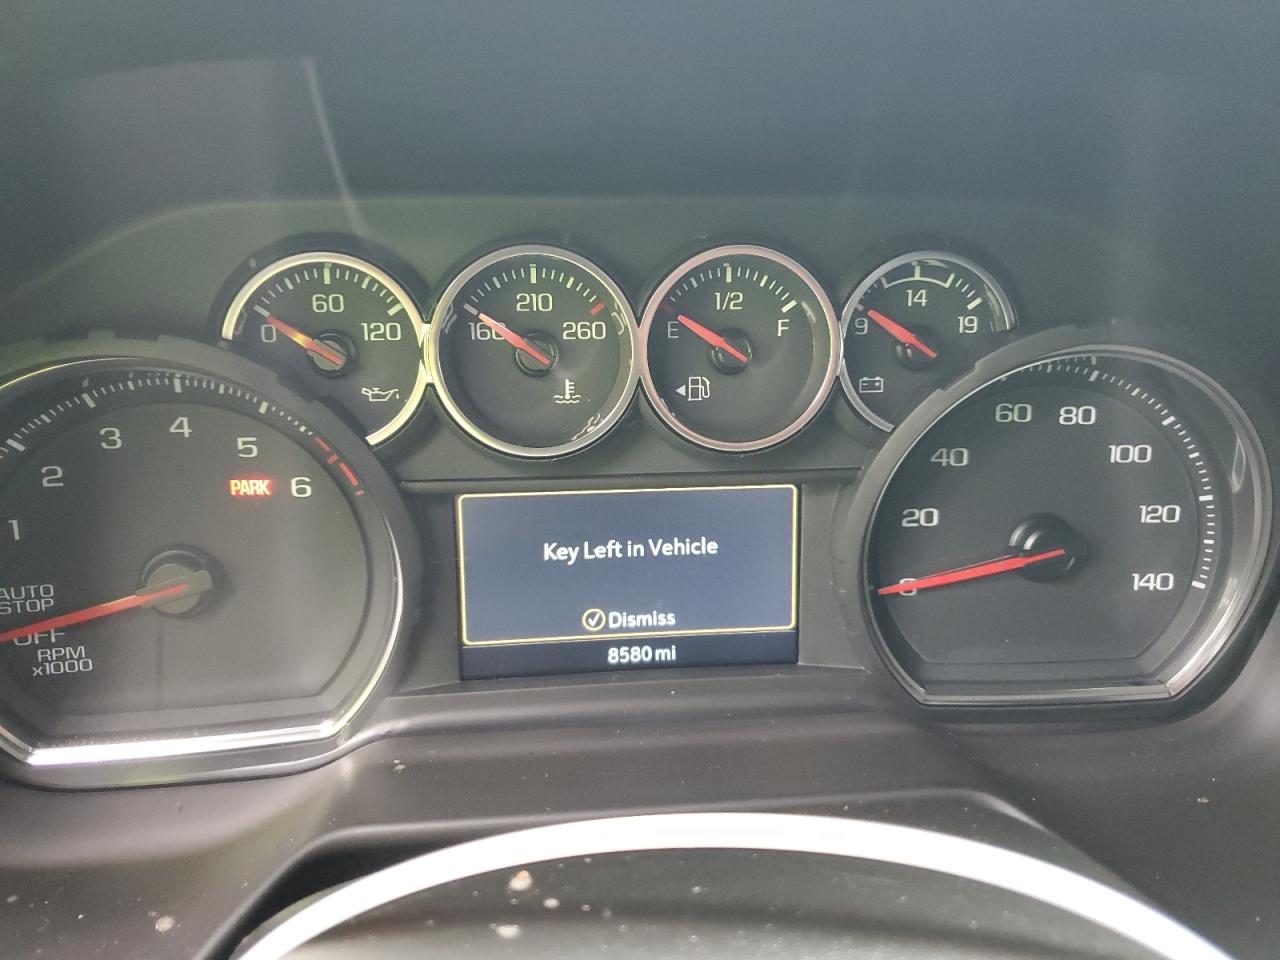 0 60 120
160 210 260
E 1/2 F
9 14 19
1 2 3 4 5 6
PARK
AUTO
STOP
OFF
RPM
x1000
Key Left in Vehicle
Dismiss
8580 mi
0 20 40 60 80 100 120 140